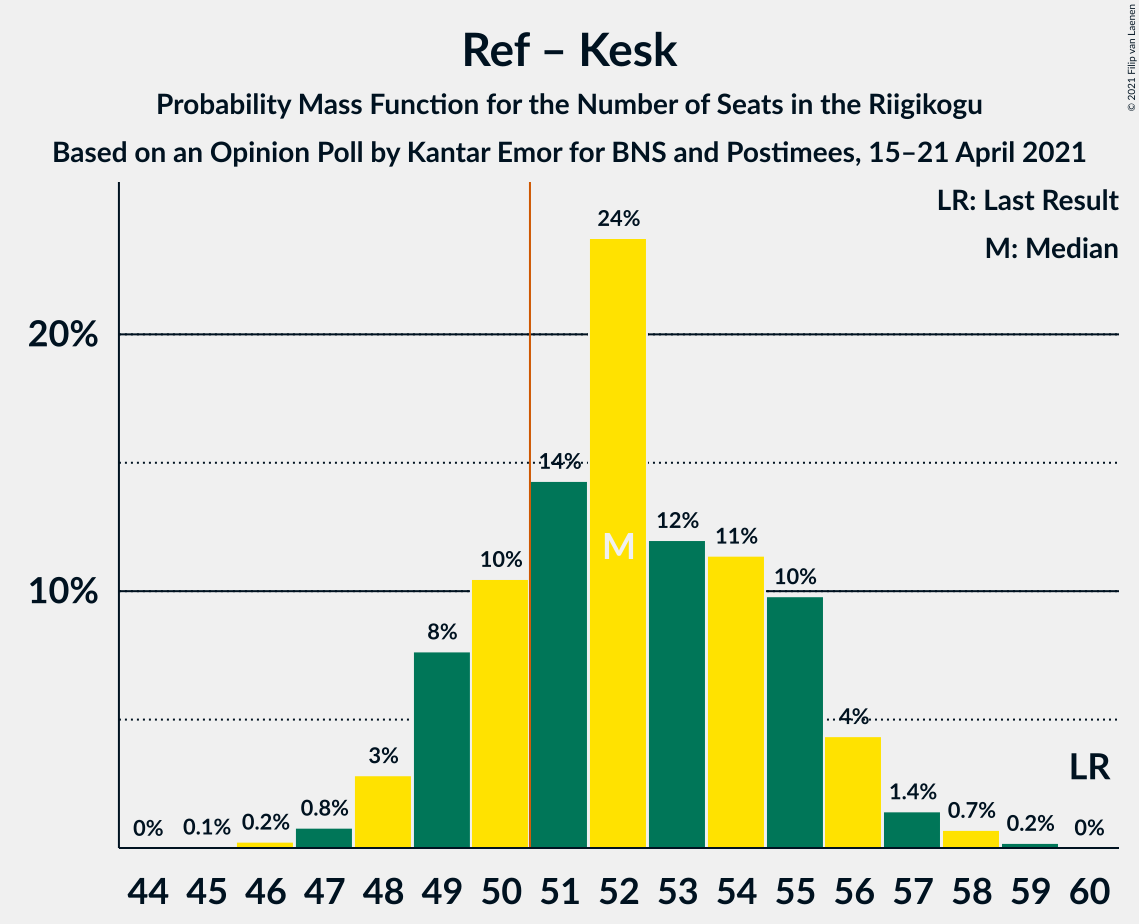 Ref – Kesk
Probability Mass Function for the Number of Seats in the Riigikogu
Based on an Opinion Poll by Kantar Emor for BNS and Postimees, 15–21 April 2021
© 2021 Filip van Laenen
LR: Last Result
M: Median
20%
10%
0%
0.1%
0.2%
0.8%
3%
8%
10%
14%
24%
12%
11%
10%
4%
1.4%
0.7%
0.2%
0%
M
LR
44 45 46 47 48 49 50 51 52 53 54 55 56 57 58 59 60